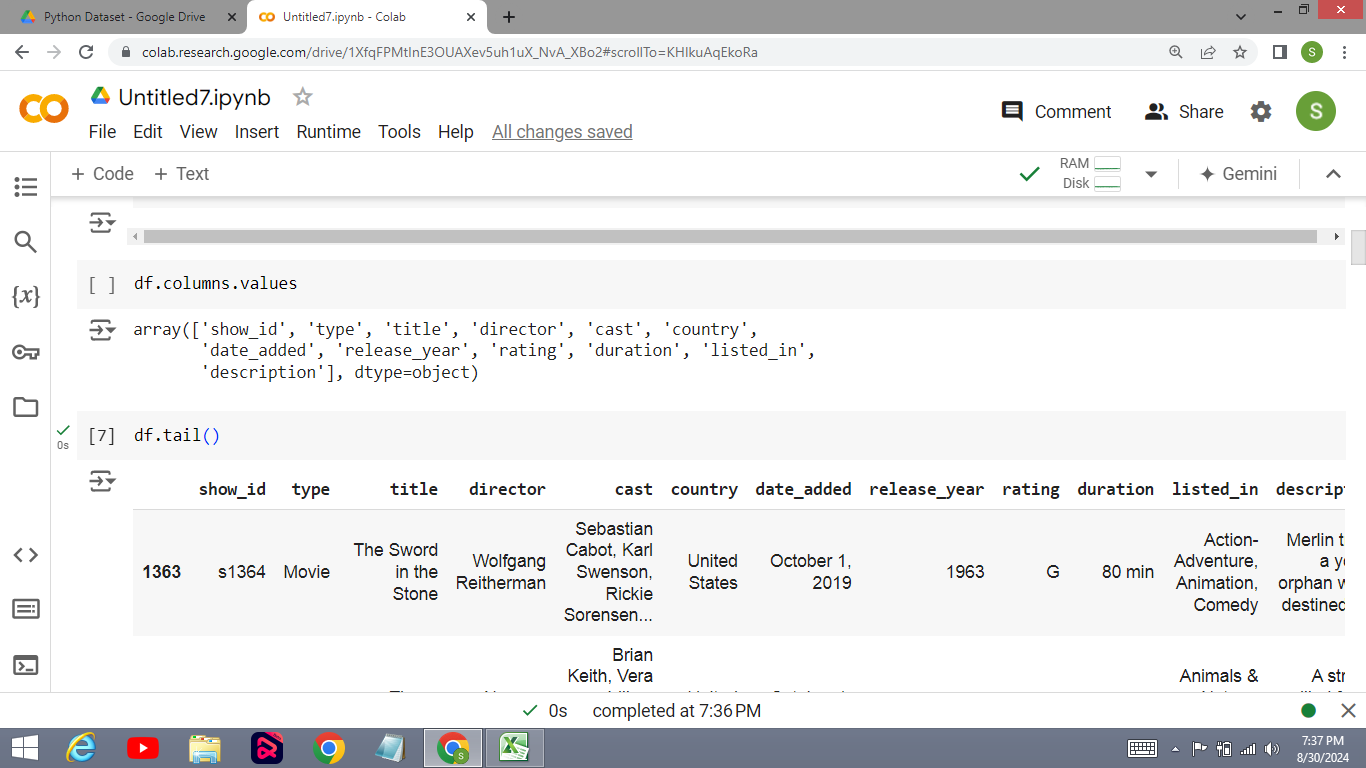 Python Dataset - Google Drive
Untitled7.ipynb - Colab
colab.research.google.com/drive/1XfqFPMtInE3OUAXev5uh1uX_NvA_XBo2#scrollTo=KHIkuAqEkoRa
S
Untitled7.ipynb
Comment Share S
File Edit View Insert Runtime Tools Help All changes saved
+ Code + Text
RAM
Disk
Gemini
[ ] df.columns.values
array(['show_id', 'type', 'title', 'director', 'cast', 'country',
'date_added', 'release_year', 'rating', 'duration', 'listed_in',
'description'], dtype=object)
0s
[7] df.tail()
show_id type title director cast country date_added release_year rating duration listed_in descript
1363 s1364 Movie The Sword in the Stone Wolfgang Reitherman Sebastian Cabot, Karl Swenson, Rickie Sorensen... United States October 1, 2019 1963 G 80 min Action-Adventure, Animation, Comedy Merlin t a y orphan w destined
Brian
Keith, Vera
Animals &
A str
0s completed at 7:36 PM
7:37 PM
8/30/2024